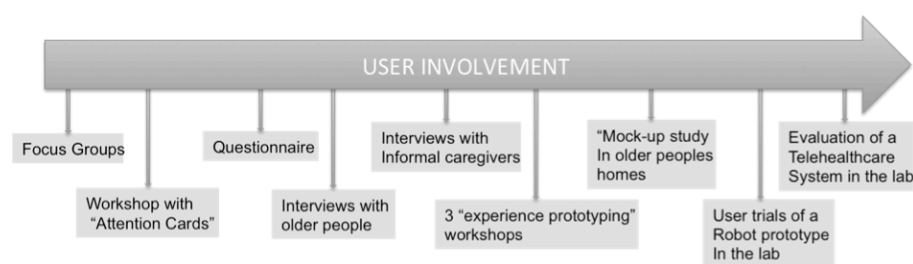 USER INVOLVEMENT
Focus Groups
Workshop with
“Attention Cards”
Questionnaire
Interviews with
older people
Interviews with
Informal caregivers
3 “experience prototyping”
workshops
“Mock-up study
In older peoples
homes
User trials of a
Robot prototype
In the lab
Evaluation of a
Telehealthcare
System in the lab